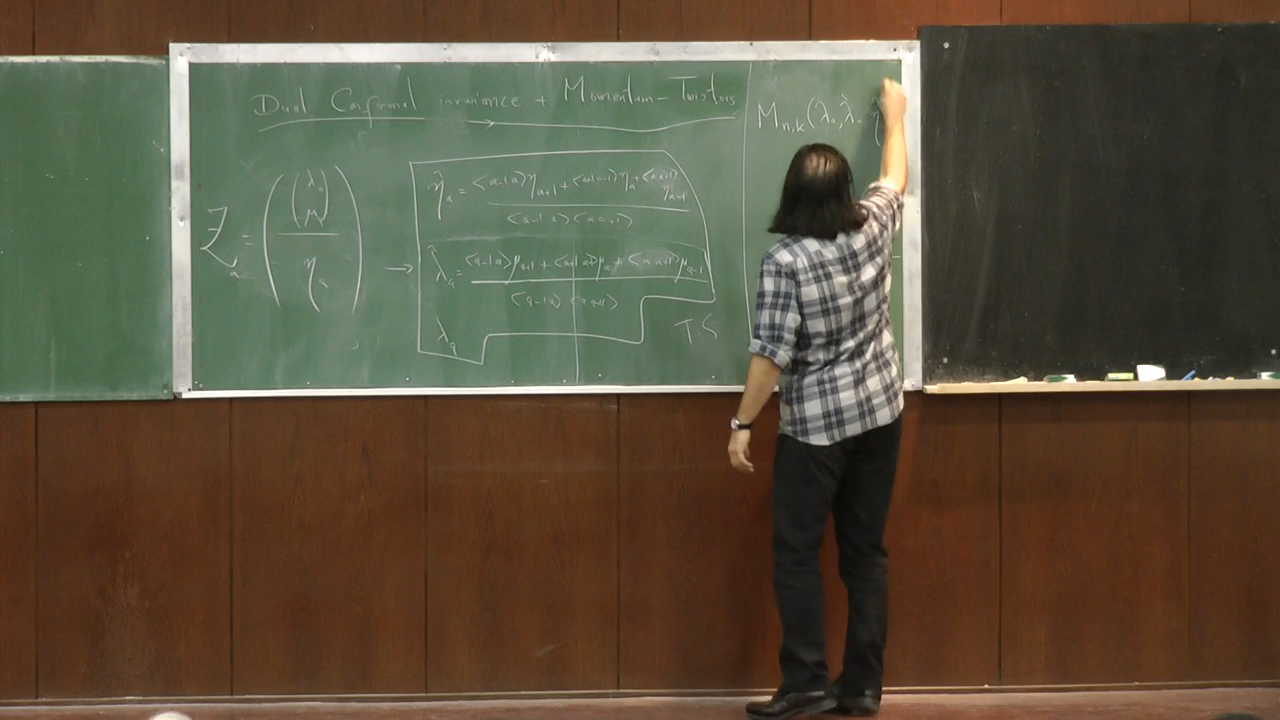 Dual Conformal invariance + Momentum-Twistors
Z_a = ( (λ_a μ_a) / η_a ) →
η̃_a = (<a-1 a> η_{a+1} + <a+1 a-1> η_a + <a a+1> η_{a-1}) / (<a-1 a> <a a+1>)
λ̃_a = (<a-1 a> μ_{a+1} + <a+1 a-1> μ_a + <a a+1> μ_{a-1}) / (<a-1 a> <a a+1>)
λ_a
T.S
M_{n,k}(λ_a, λ̃_a η̃